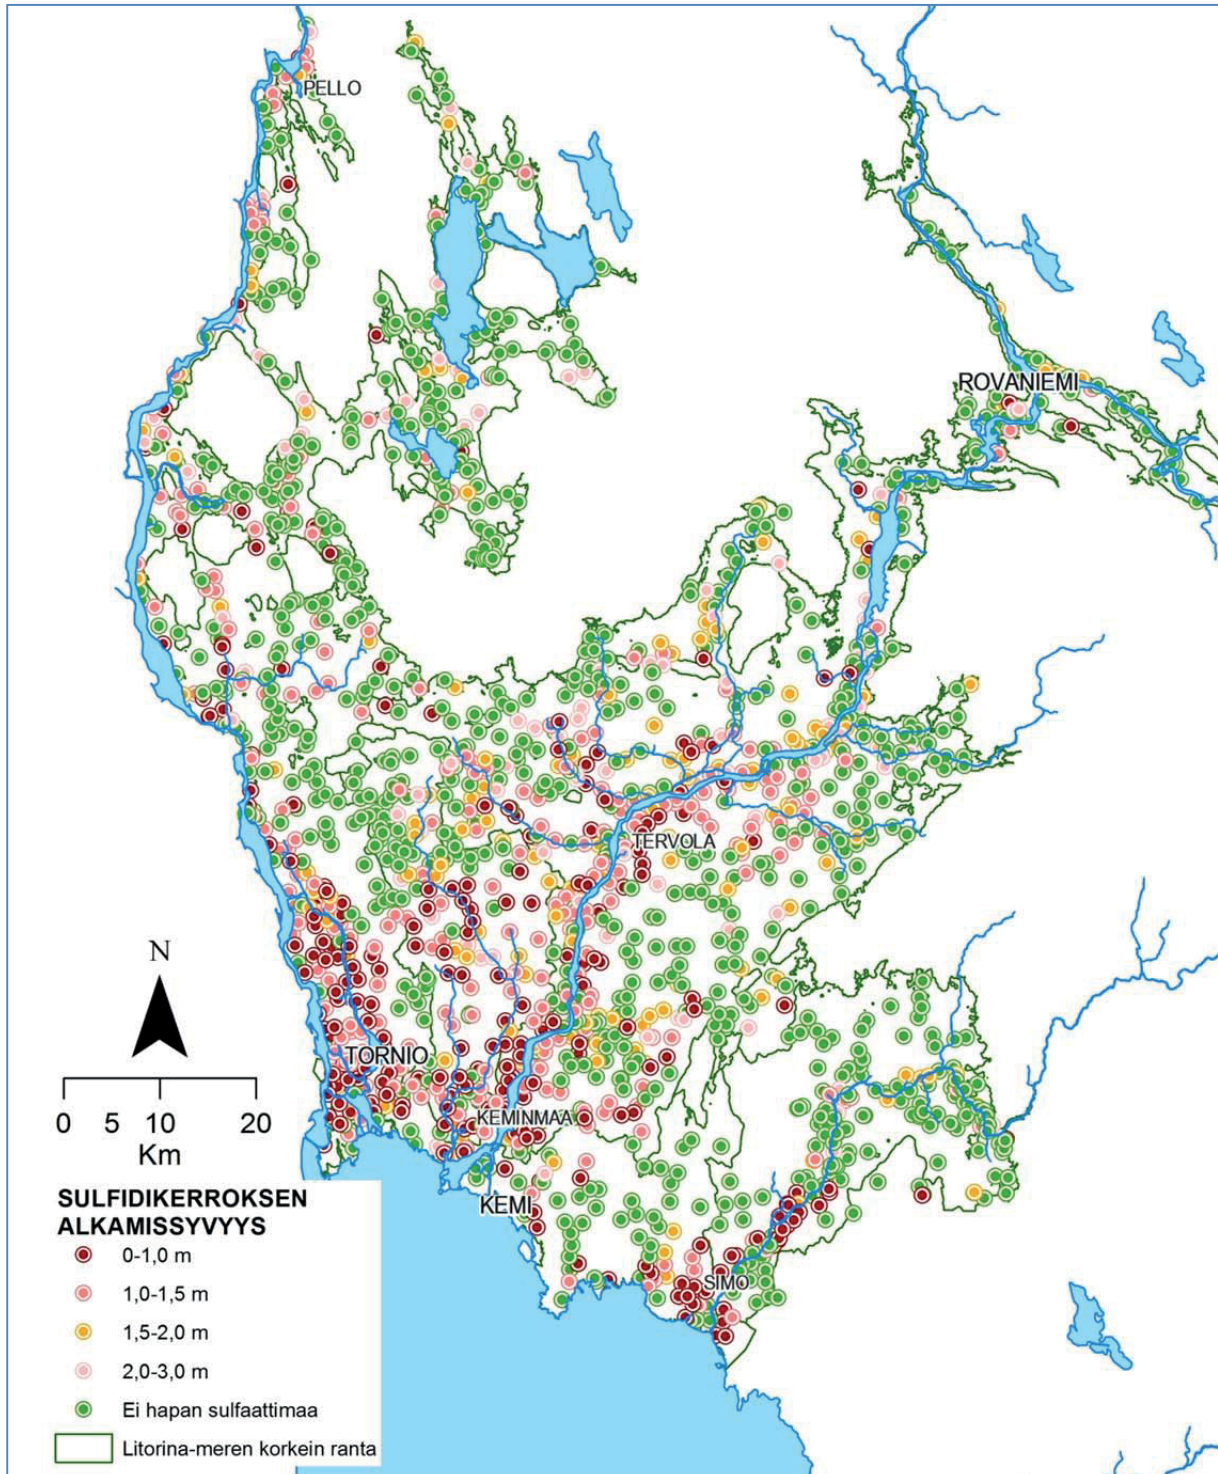 PELLO
ROVANIEMI
TERVOLA
N
TORNIO
0 5 10 20
Km
KEMINMAA
KEMI
SIMO
SULFIDIKERROKSEN
ALKAMISSYVYYS
0-1,0 m
1,0-1,5 m
1,5-2,0 m
2,0-3,0 m
Ei hapan sulfaattimaa
Litorina-meren korkein ranta